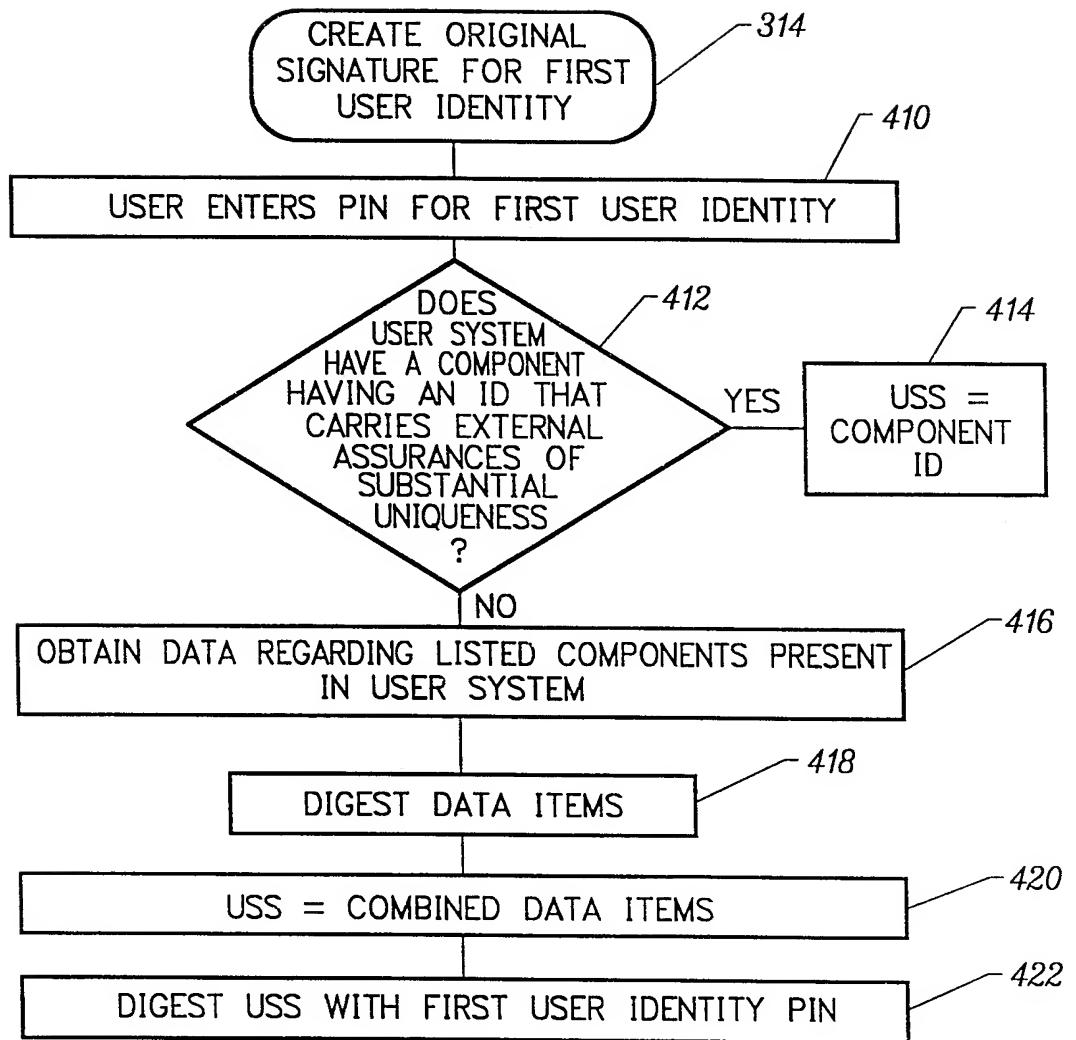 CREATE ORIGINAL
SIGNATURE FOR FIRST
USER IDENTITY
314
410
USER ENTERS PIN FOR FIRST USER IDENTITY
DOES
USER SYSTEM
HAVE A COMPONENT
HAVING AN ID THAT
CARRIES EXTERNAL
ASSURANCES OF
SUBSTANTIAL
UNIQUENESS
?
412
YES
414
USS =
COMPONENT
ID
NO
416
OBTAIN DATA REGARDING LISTED COMPONENTS PRESENT
IN USER SYSTEM
418
DIGEST DATA ITEMS
420
USS = COMBINED DATA ITEMS
422
DIGEST USS WITH FIRST USER IDENTITY PIN